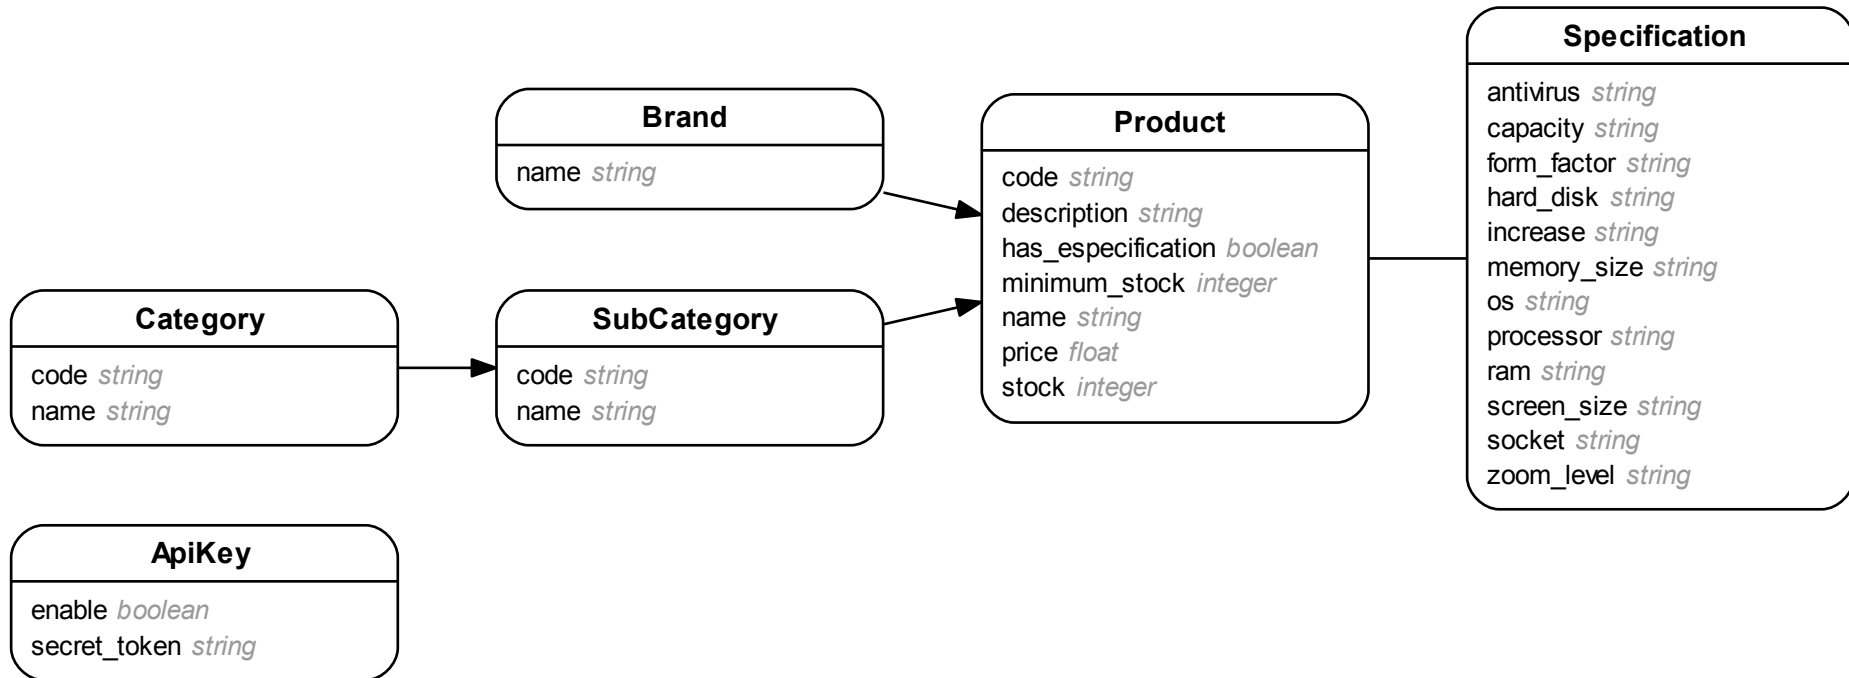 Specification
antivirus string
capacity string
form_factor string
hard_disk string
increase string
memory_size string
os string
processor string
ram string
screen_size string
socket string
zoom_level string
Brand
name string
Product
code string
description string
has_especification boolean
minimum_stock integer
name string
price float
stock integer
Category
code string
name string
SubCategory
code string
name string
ApiKey
enable boolean
secret_token string